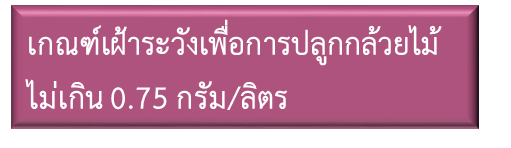 เกณฑ์เฝ้าระวังเพื่อการปลูกกล้วยไม้
ไม่เกิน 0.75 กรัม/ลิตร